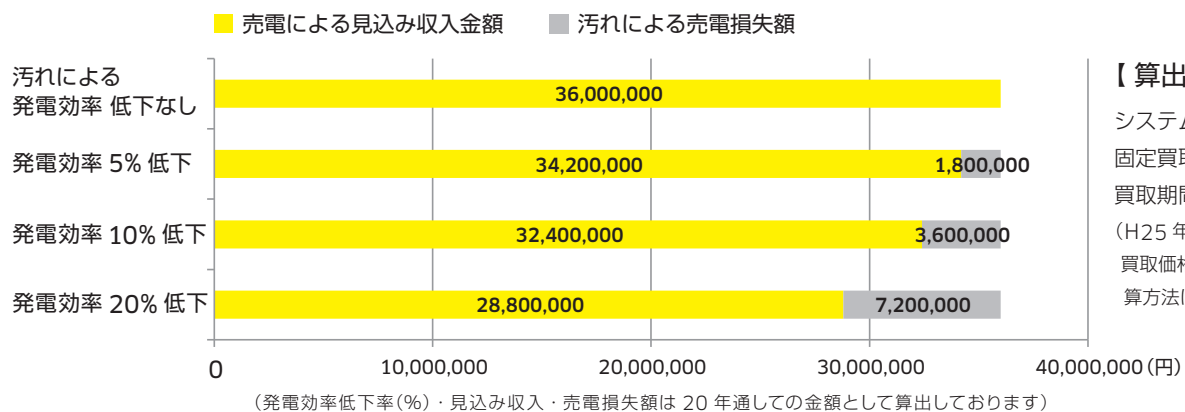 売電による見込み収入金額 汚れによる売電損失額
汚れによる
発電効率 低下なし
36,000,000
発電効率 5% 低下
34,200,000 1,800,000
発電効率 10% 低下
32,400,000 3,600,000
発電効率 20% 低下
28,800,000 7,200,000
0 10,000,000 20,000,000 30,000,000 40,000,000(円)
(発電効率低下率(%)・見込み収入・売電損失額は 20 年通しての金額として算出しております)
【 算出
システム
固定買取
買取期間
(H25 年
買取価格
算方法